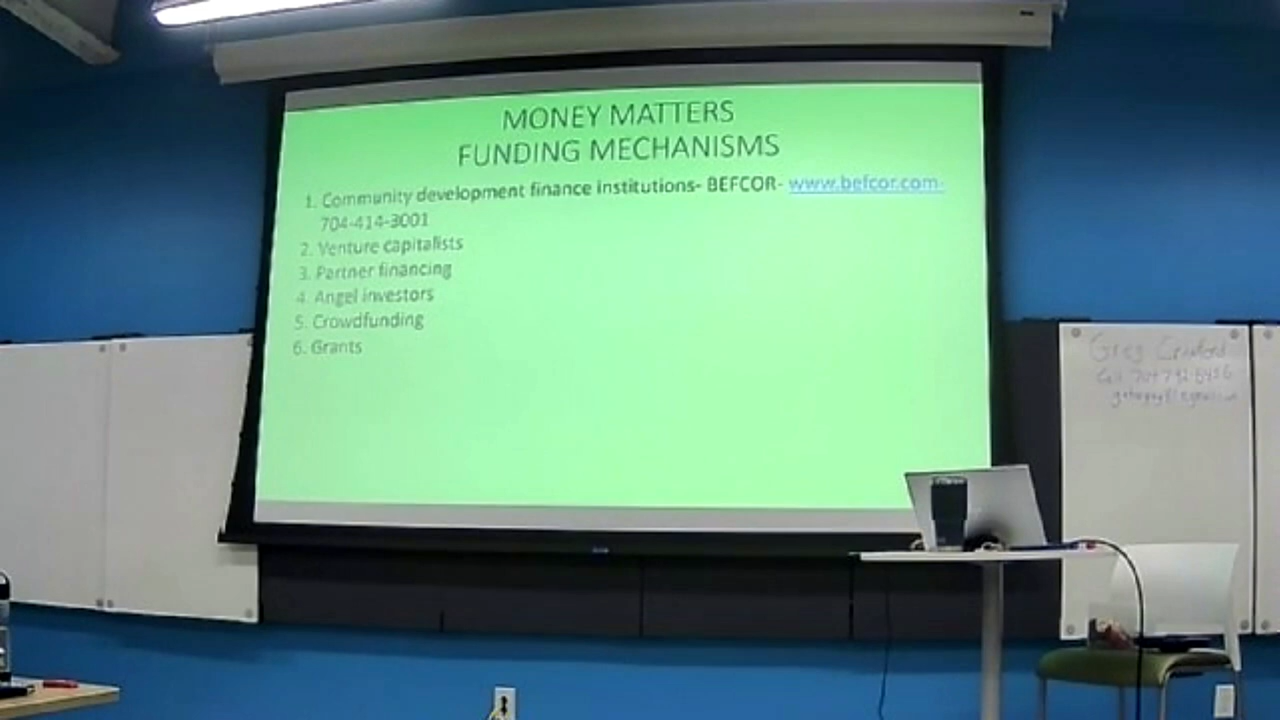 MONEY MATTERS
FUNDING MECHANISMS
1. Community development finance institutions- BEFCOR- www.befcor.com-
704-414-3001
2. Venture capitalists
3. Partner financing
4. Angel investors
5. Crowdfunding
6. Grants
Greg
Cell